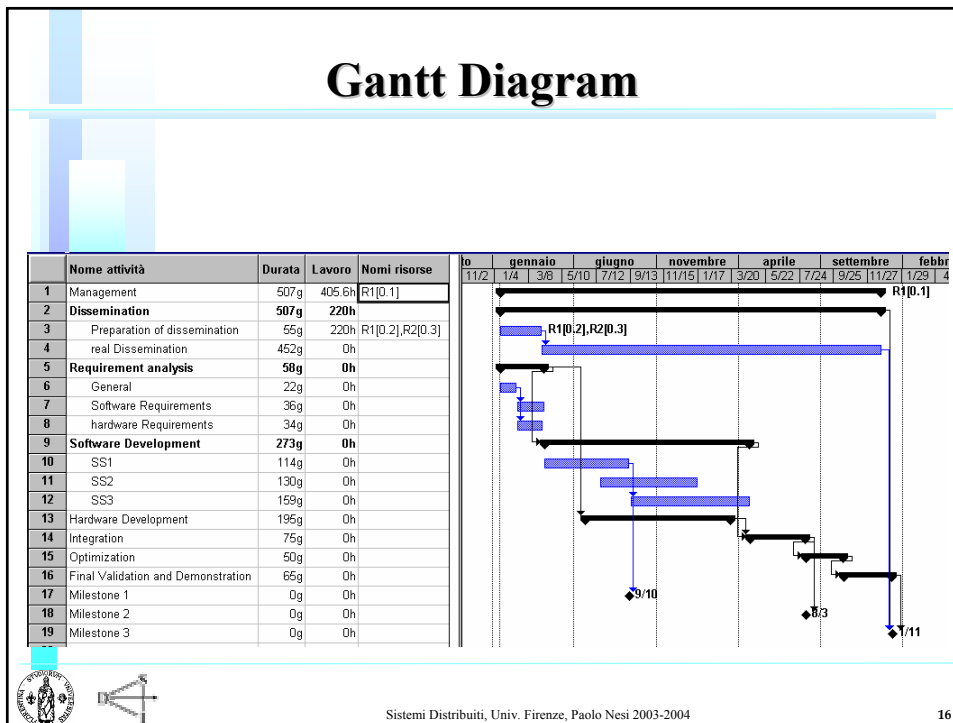 Gantt Diagram
Nome attività Durata Lavoro Nomi risorse
to gennaio giugno novembre aprile settembre febbr
11/2 1/4 3/8 5/10 7/12 9/13 11/15 1/17 3/20 5/22 7/24 9/25 11/27 1/29 4
1 Management 507g 405.6h R1[0.1] R1[0.1]
2 Dissemination 507g 220h
3 Preparation of dissemination 55g 220h R1[0.2],R2[0.3] R1[0.2],R2[0.3]
4 real Dissemination 452g 0h
5 Requirement analysis 58g 0h
6 General 22g 0h
7 Software Requirements 36g 0h
8 hardware Requirements 34g 0h
9 Software Development 273g 0h
10 SS1 114g 0h
11 SS2 130g 0h
12 SS3 159g 0h
13 Hardware Development 195g 0h
14 Integration 75g 0h
15 Optimization 50g 0h
16 Final Validation and Demonstration 65g 0h
17 Milestone 1 0g 0h 9/10
18 Milestone 2 0g 0h 8/3
19 Milestone 3 0g 0h 1/11
Sistemi Distribuiti, Univ. Firenze, Paolo Nesi 2003-2004 16